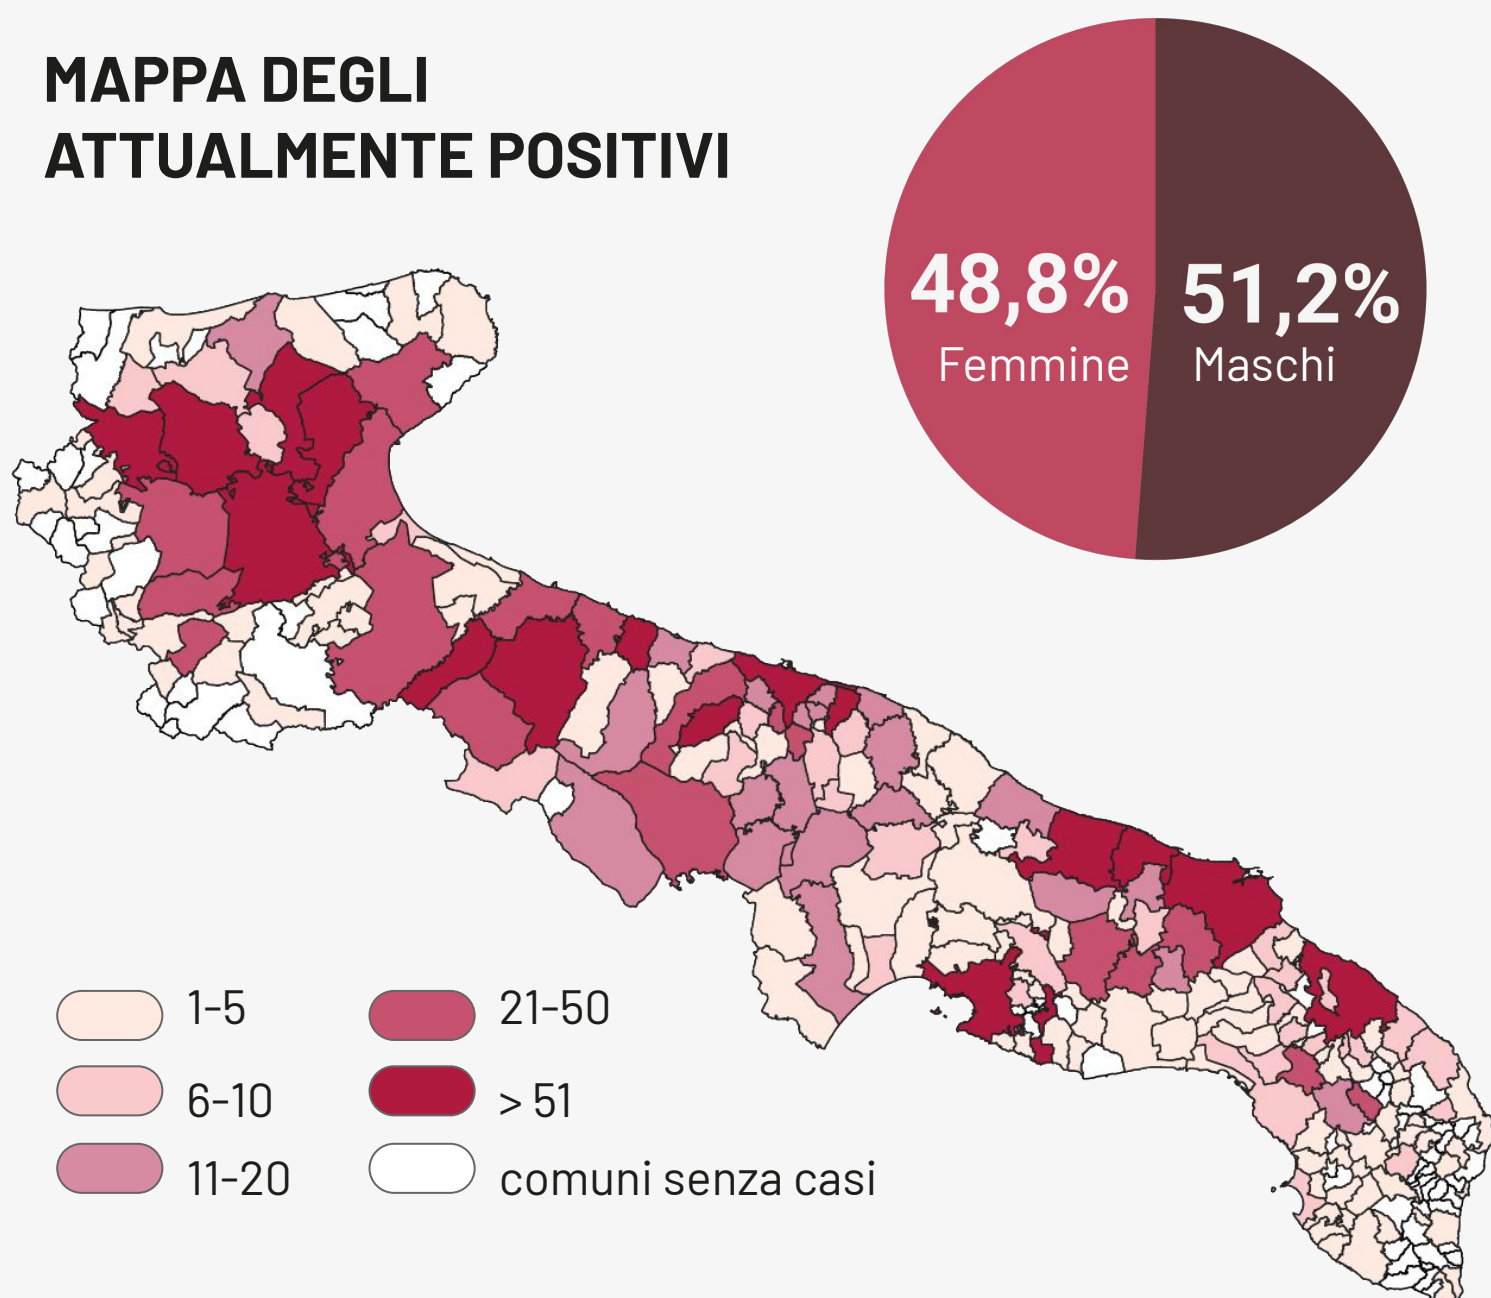 MAPPA DEGLI
ATTUALMENTE POSITIVI
48,8%
Femmine
51,2%
Maschi
1-5
6-10
11-20
21-50
> 51
comuni senza casi